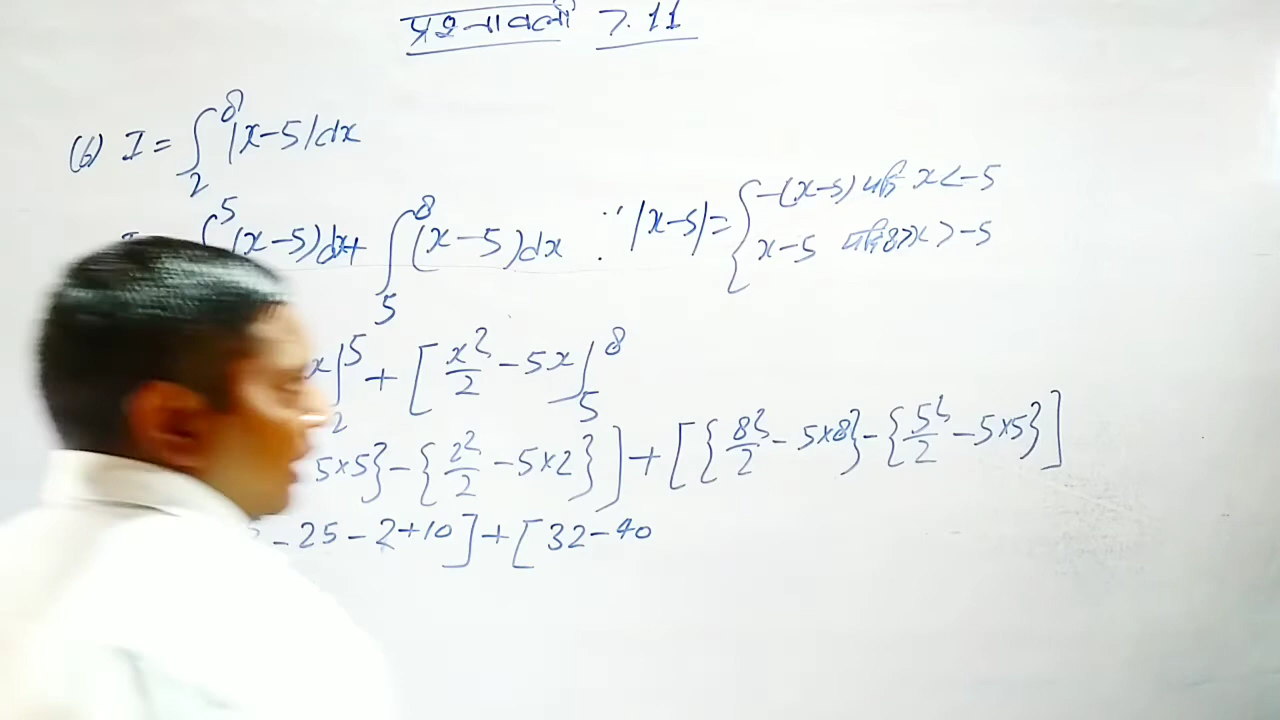 प्रश्नावली 7.11
(6) I = ∫₂⁸ |x-5| dx
∫⁵ (x-5) dx + ∫₅⁸ (x-5) dx ∵ |x-5| = { -(x-5) यदि x < -5
x-5 यदि 8 > x > -5
x]₂⁵ + [x²/2 - 5x]₅⁸
5×5} - {2²/2 - 5×2}] + [{8²/2 - 5×8} - {5²/2 - 5×5}]
- 25 - 2 + 10] + [32 - 40